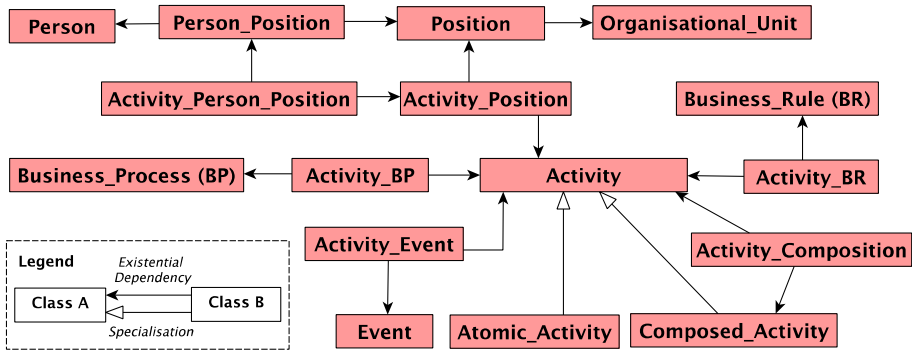 Person
Person_Position
Position
Organisational_Unit
Activity_Person_Position
Activity_Position
Business_Rule (BR)
Business_Process (BP)
Activity_BP
Activity
Activity_BR
Activity_Event
Activity_Composition
Event
Atomic_Activity
Composed_Activity
Legend
Existential
Dependency
Class A
Class B
Specialisation